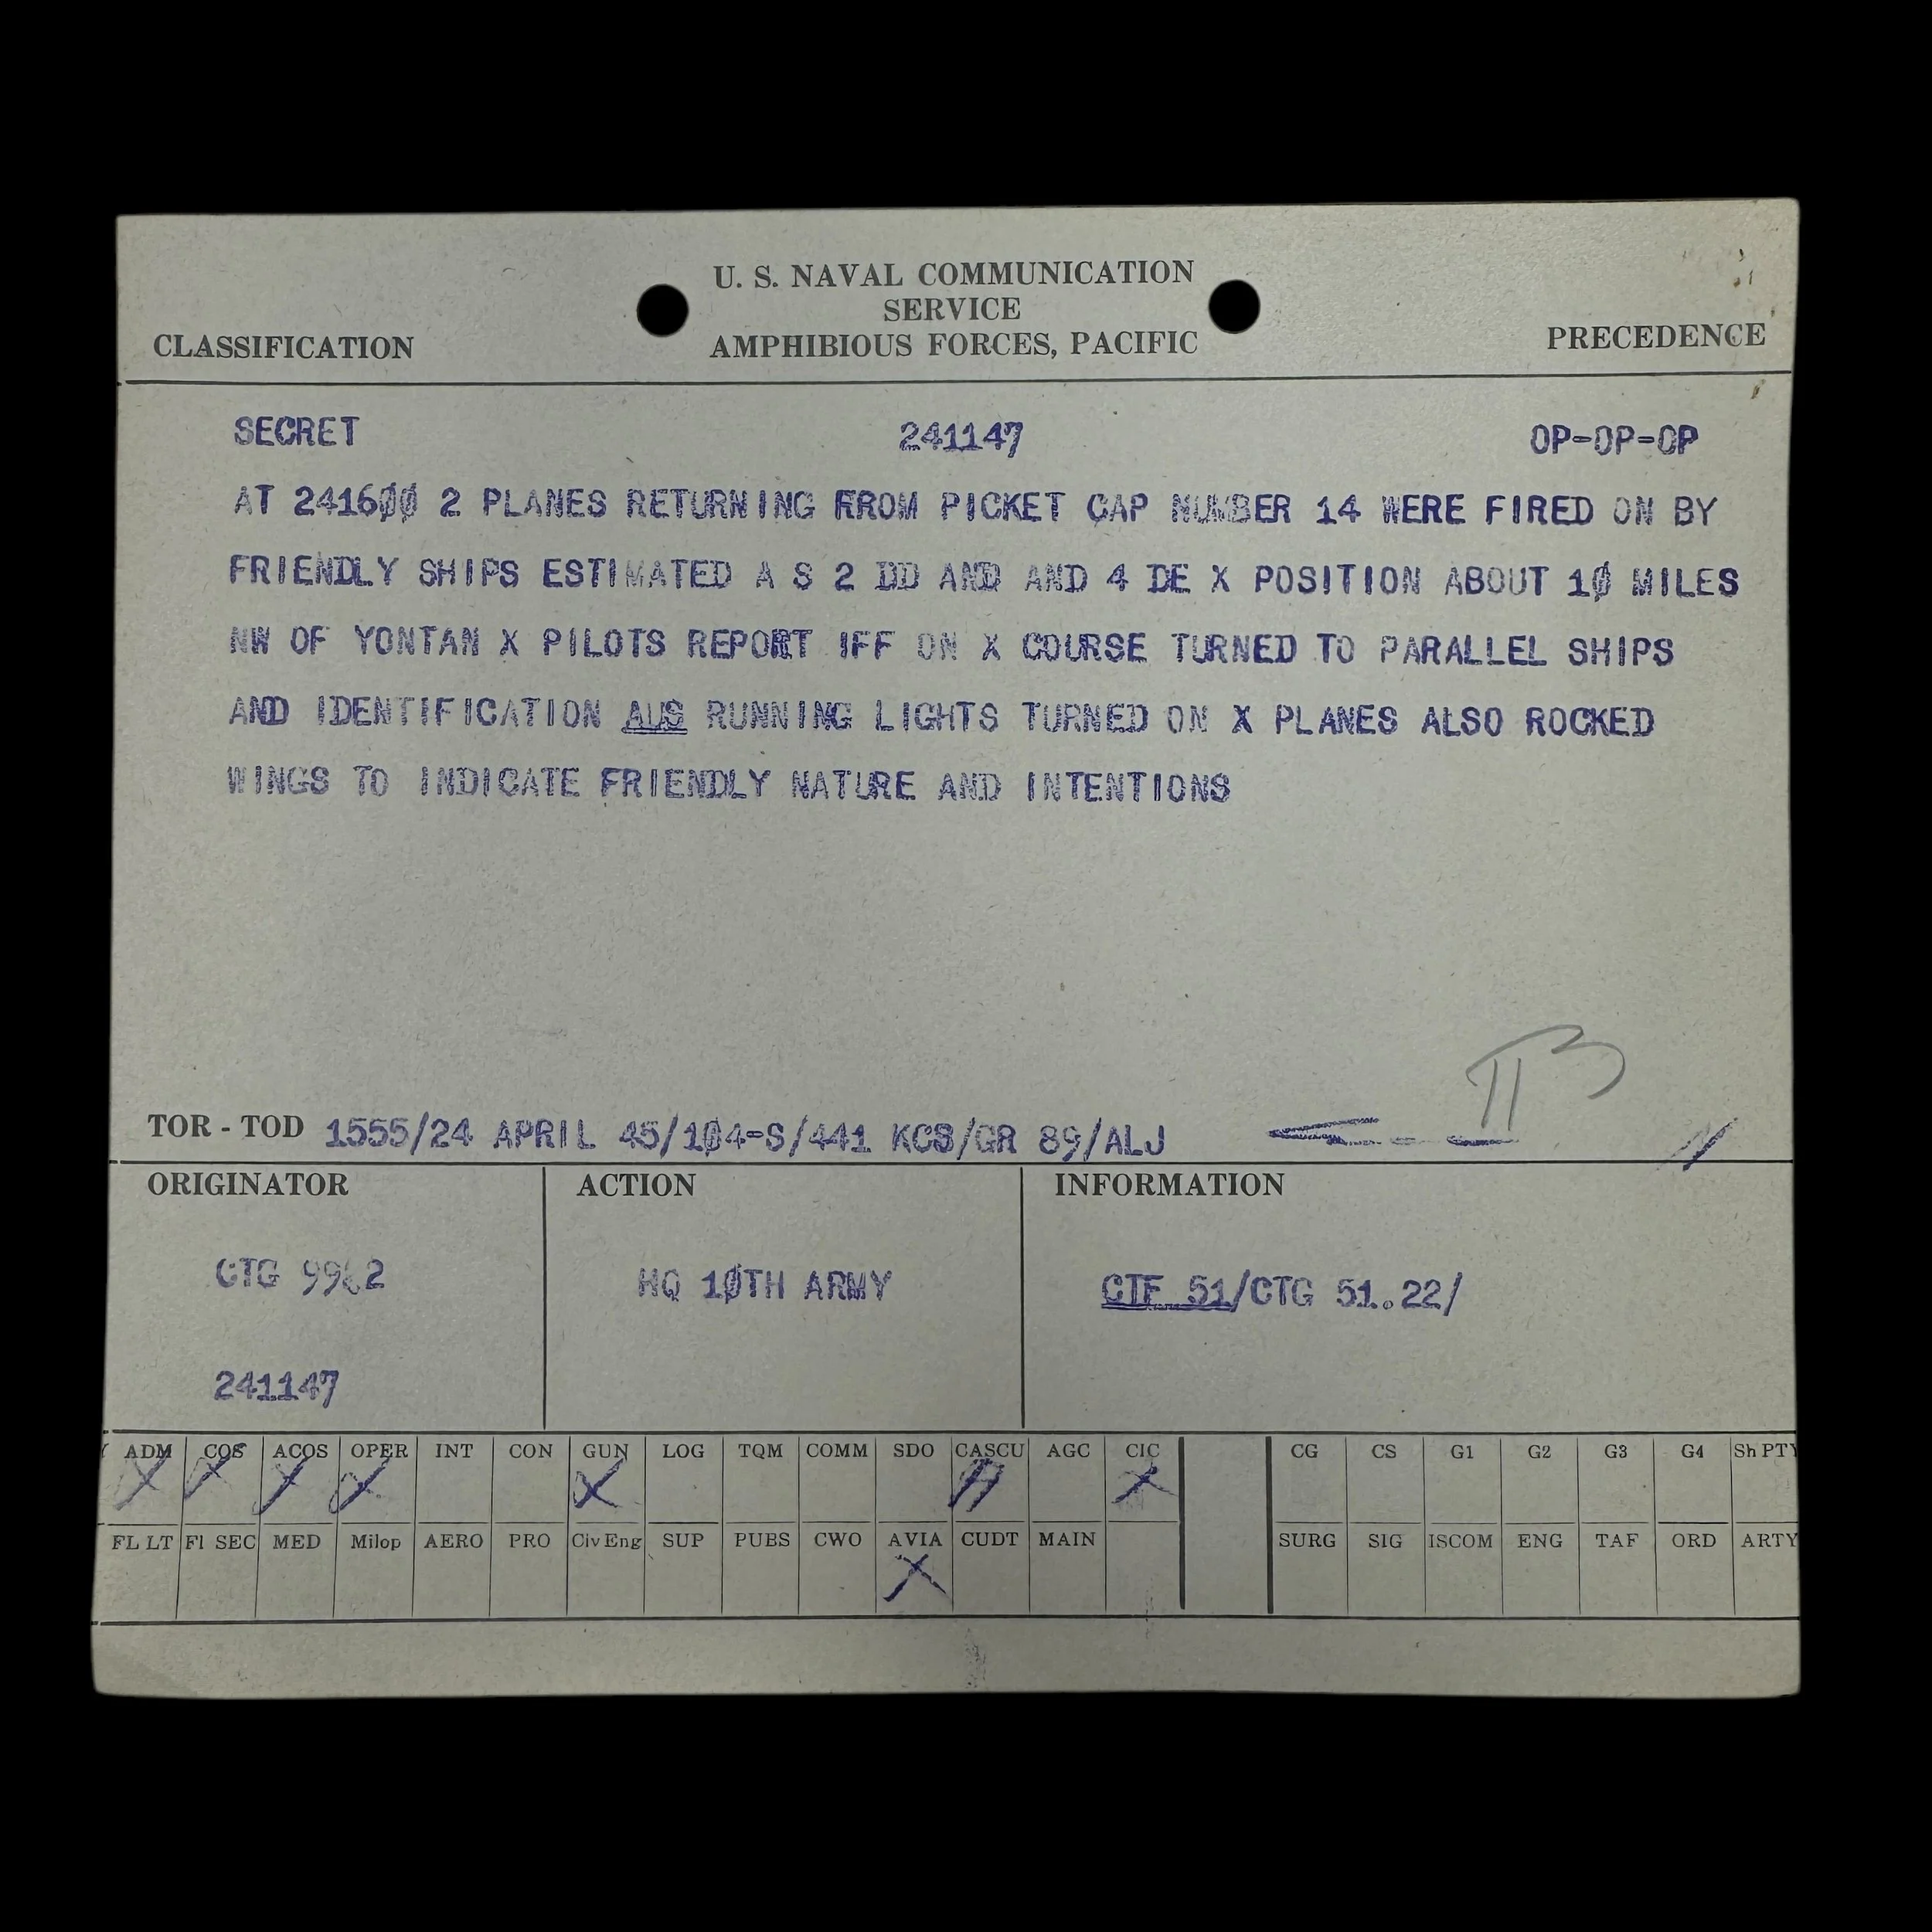 U. S. NAVAL COMMUNICATION
SERVICE
AMPHIBIOUS FORCES, PACIFIC
CLASSIFICATION PRECEDENCE
SECRET 241147 OP-OP-OP
AT 2416ØØ 2 PLANES RETURNING FROM PICKET CAP NUMBER 14 WERE FIRED ON BY
FRIENDLY SHIPS ESTIMATED A S 2 DD AND AND 4 DE X POSITION ABOUT 1Ø MILES
NW OF YONTAN X PILOTS REPORT IFF ON X COURSE TURNED TO PARALLEL SHIPS
AND IDENTIFICATION AUS RUNNING LIGHTS TURNED ON X PLANES ALSO ROCKED
WINGS TO INDICATE FRIENDLY NATURE AND INTENTIONS
TOR - TOD 1555/24 APRIL 45/1Ø4-S/441 KCS/GR 89/ALJ
ORIGINATOR ACTION INFORMATION
CTG HQ 1ØTH ARMY CTF 51/CTG 51.22/
241147
ADM COS ACOS OPER INT CON GUN LOG TQM COMM SDO CASCU AGC CIC CG CS G1 G2 G3 G4 Sh PTY
X X X X X X
FL LT Fl SEC MED Milop AERO PRO Civ Eng SUP PUBS CWO AVIA CUDT MAIN SURG SIG ISCOM ENG TAF ORD ARTY
X